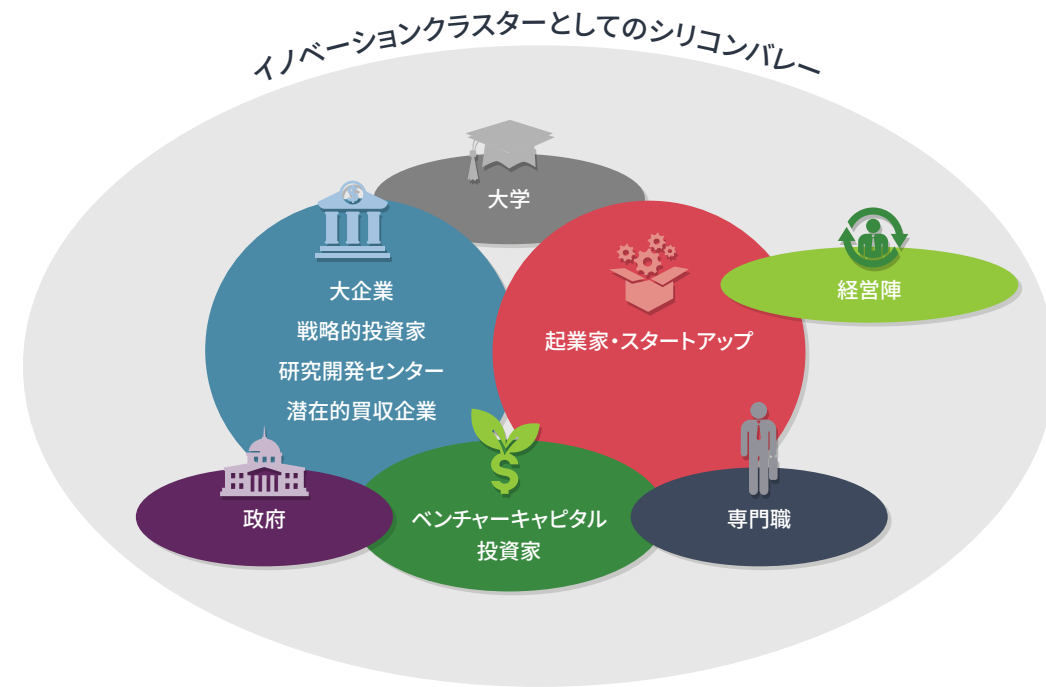 イノベーションクラスターとしてのシリコンバレー
大学
大企業
戦略的投資家
研究開発センター
潜在的買収企業
起業家・スタートアップ
経営陣
政府
ベンチャーキャピタル
投資家
専門職